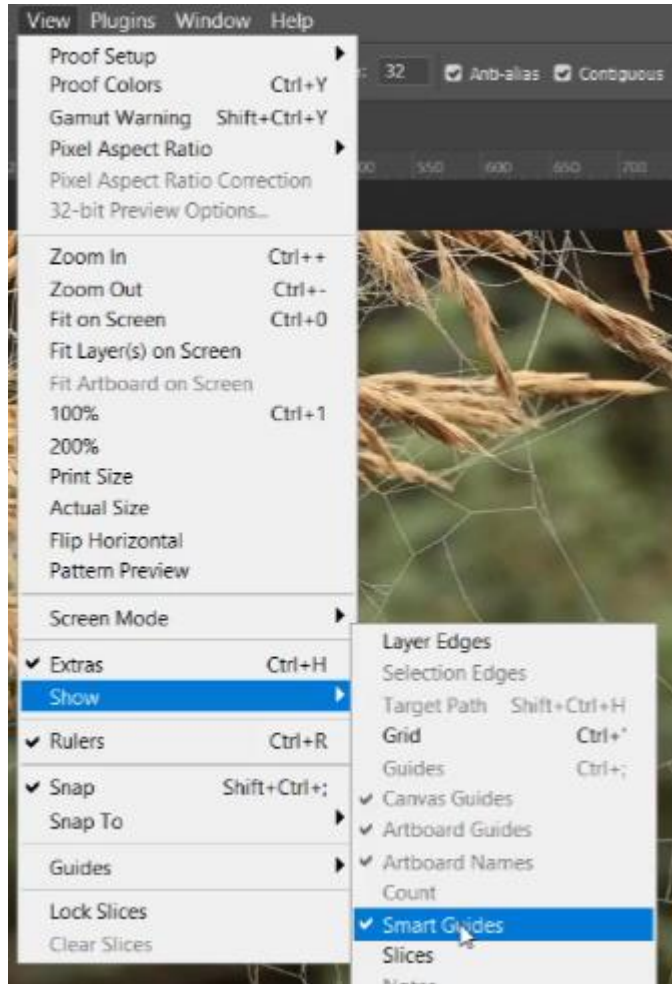 View Plugins Window Help
: 32 Anti-alias Contiguous
550 600 650 700
Proof Setup
Proof Colors Ctrl+Y
Gamut Warning Shift+Ctrl+Y
Pixel Aspect Ratio
Pixel Aspect Ratio Correction
32-bit Preview Options...
Zoom In Ctrl++
Zoom Out Ctrl+-
Fit on Screen Ctrl+0
Fit Layer(s) on Screen
Fit Artboard on Screen
100% Ctrl+1
200%
Print Size
Actual Size
Flip Horizontal
Pattern Preview
Screen Mode
Extras Ctrl+H
Show
Rulers Ctrl+R
Snap Shift+Ctrl+;
Snap To
Guides
Lock Slices
Clear Slices
Layer Edges
Selection Edges
Target Path Shift+Ctrl+H
Grid Ctrl+'
Guides Ctrl+;
Canvas Guides
Artboard Guides
Artboard Names
Count
Smart Guides
Slices